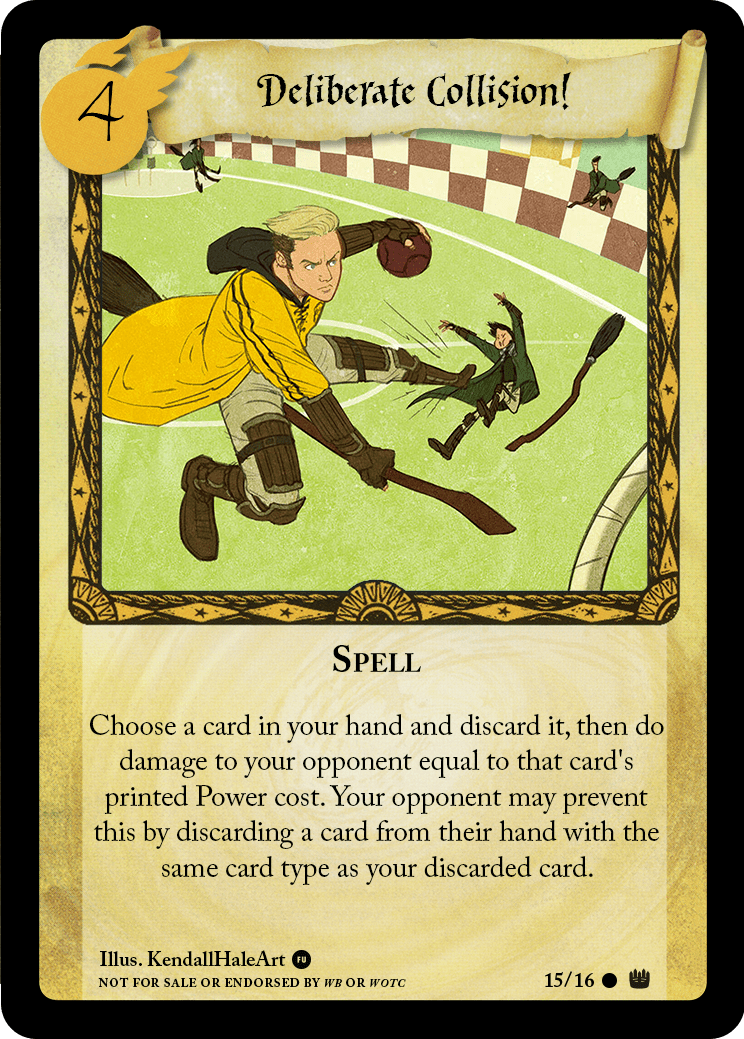 4
Deliberate Collision!
SPELL
Choose a card in your hand and discard it, then do
damage to your opponent equal to that card's
printed Power cost. Your opponent may prevent
this by discarding a card from their hand with the
same card type as your discarded card.
Illus. KendallHaleArt FU
NOT FOR SALE OR ENDORSED BY WB OR WOTC
15/16